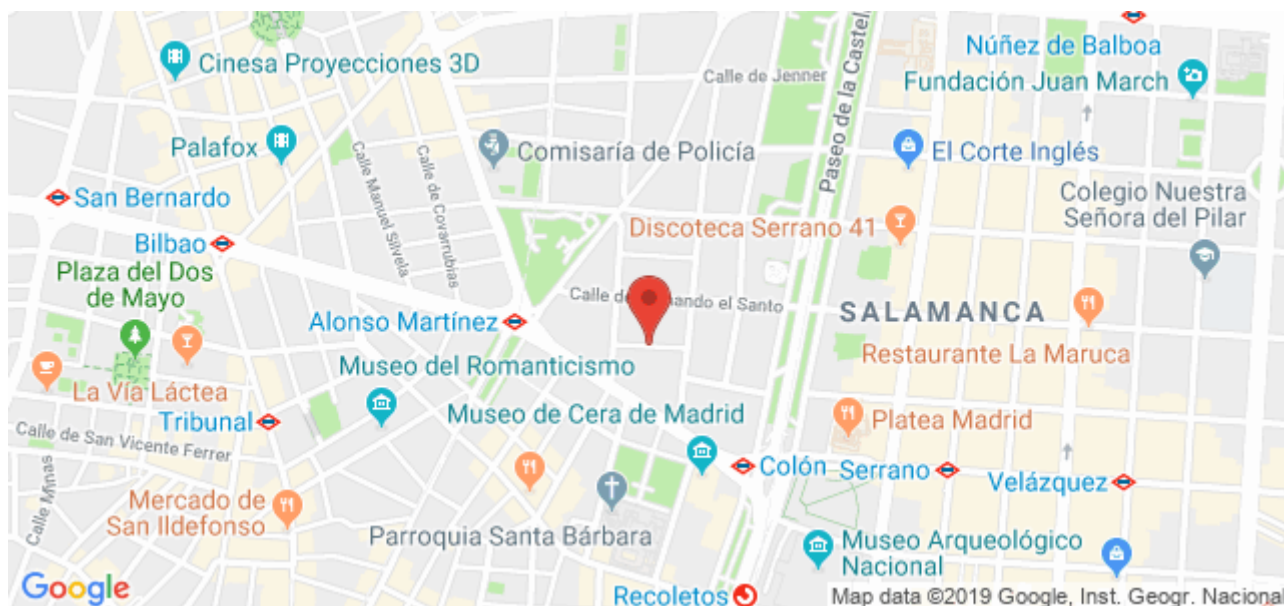 Núñez de Balboa
Cinesa Proyecciones 3D
Calle de Jenner
Fundación Juan March
Paseo de la Castel
Palafox
Comisaría de Policía
El Corte Inglés
Calle Manuel Silvela
Calle de Covarrubias
San Bernardo
Colegio Nuestra
Señora del Pilar
Discoteca Serrano 41
Bilbao
Plaza del Dos
de Mayo
Calle de
nando el Santo
SALAMANCA
Alonso Martínez
Restaurante La Maruca
Museo del Romanticismo
La Vía Láctea
Tribunal
Museo de Cera de Madrid
Platea Madrid
Calle de San Vicente Ferrer
Colón
Serrano
Velázquez
Calle Minas
Mercado de
San Ildefonso
Parroquia Santa Bárbara
Museo Arqueológico
Nacional
Google
Recoletos
Map data ©2019 Google, Inst. Geogr. Naciona